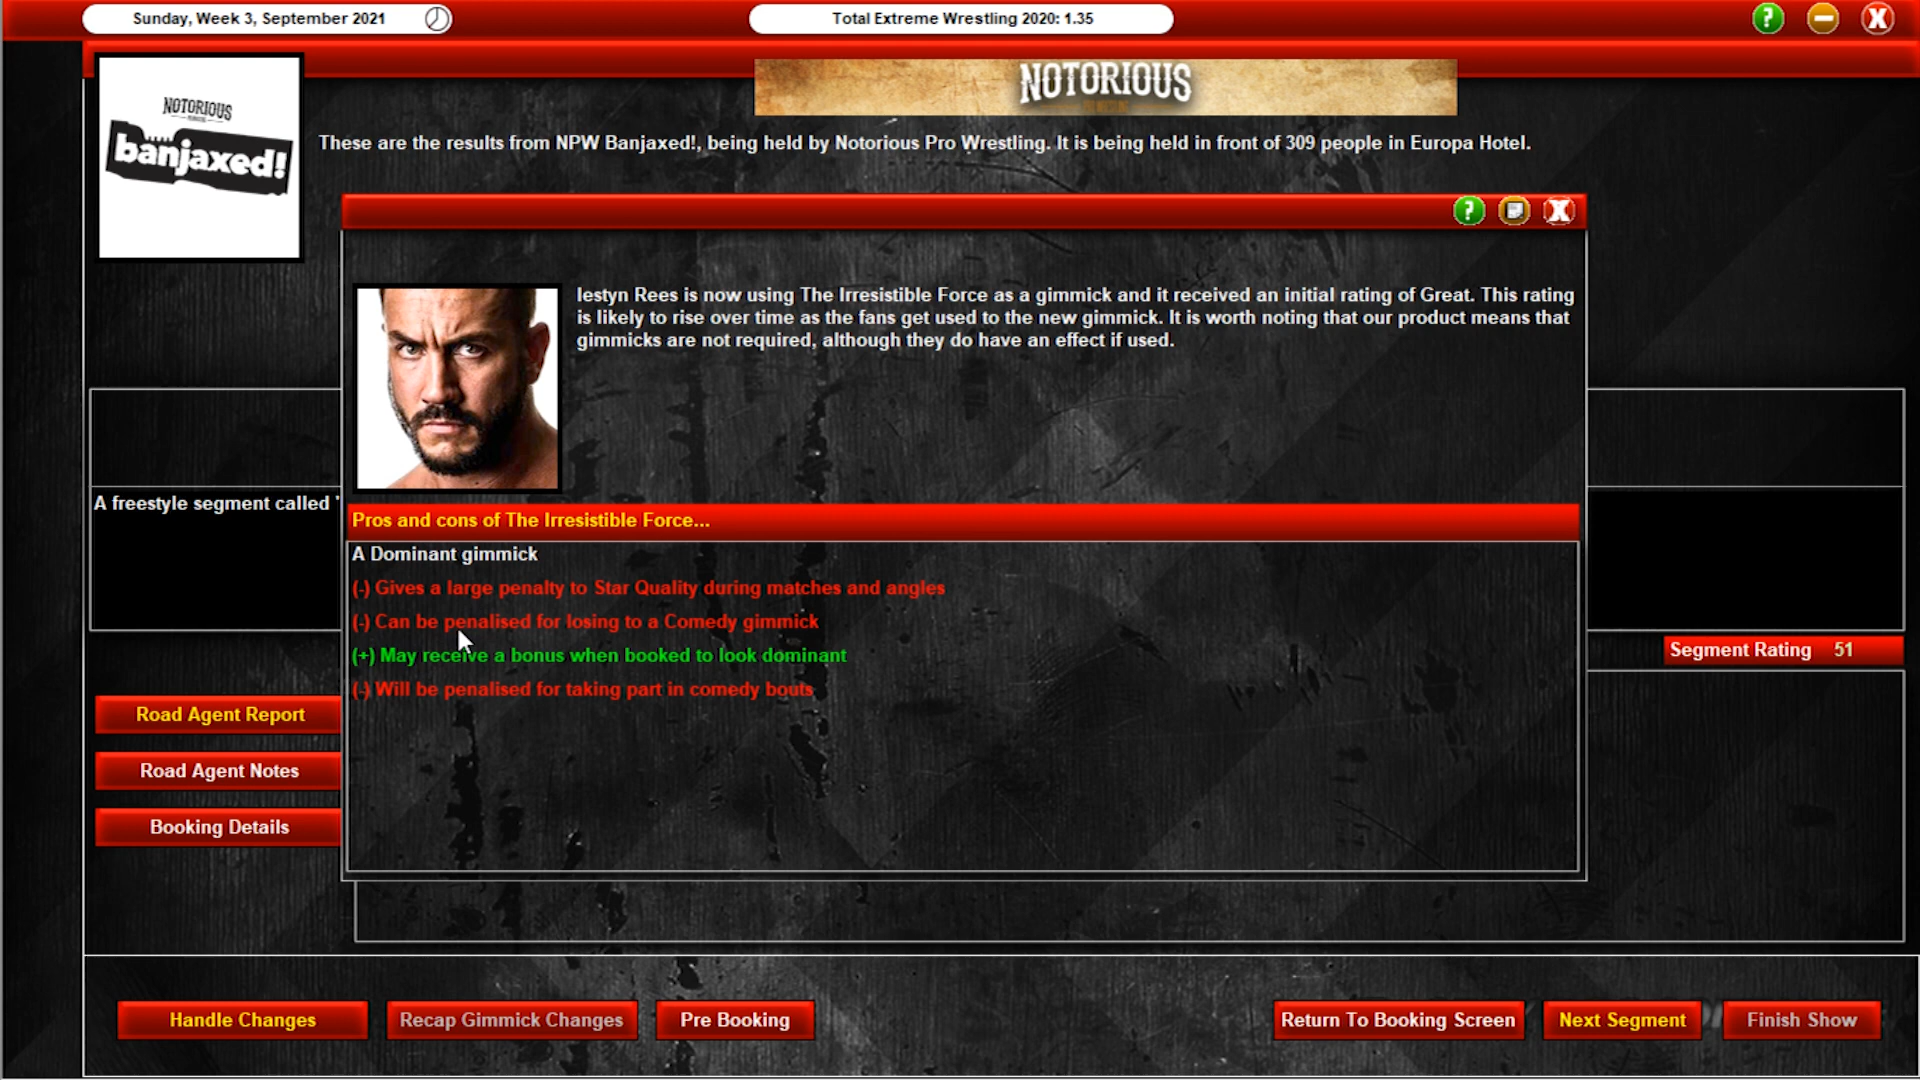 Sunday, Week 3, September 2021
Total Extreme Wrestling 2020: 1.35
NOTORIOUS
NOTORIOUS
banjaxed!
These are the results from NPW Banjaxed!, being held by Notorious Pro Wrestling. It is being held in front of 309 people in Europa Hotel.
Iestyn Rees is now using The Irresistible Force as a gimmick and it received an initial rating of Great. This rating
is likely to rise over time as the fans get used to the new gimmick. It is worth noting that our product means that
gimmicks are not required, although they do have an effect if used.
A freestyle segment called '
Pros and cons of The Irresistible Force...
A Dominant gimmick
(-) Gives a large penalty to Star Quality during matches and angles
(-) Can be penalised for losing to a Comedy gimmick
(+) May receive a bonus when booked to look dominant
(-) Will be penalised for taking part in comedy bouts
Segment Rating 51
Road Agent Report
Road Agent Notes
Booking Details
Handle Changes
Recap Gimmick Changes
Pre Booking
Return To Booking Screen
Next Segment
Finish Show